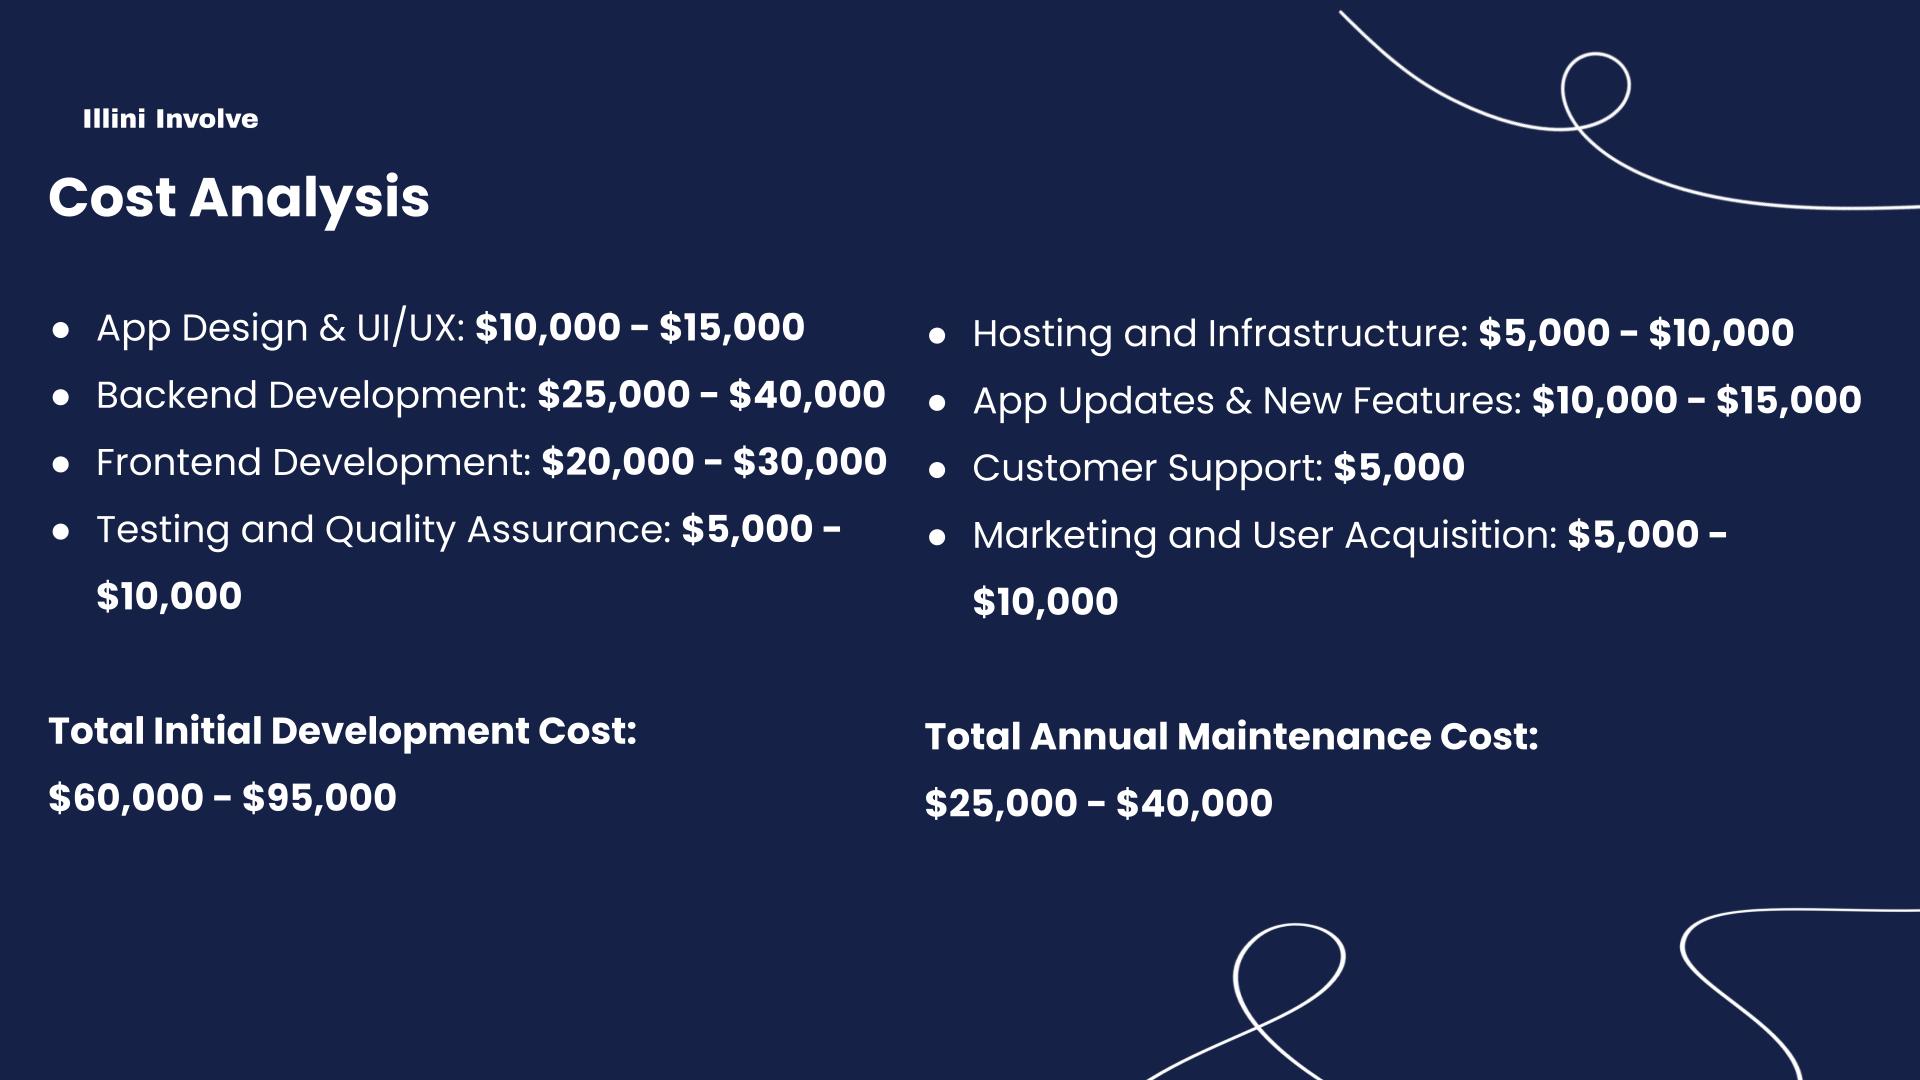 Illini Involve
Cost Analysis
● App Design & UI/UX: $10,000 - $15,000
● Backend Development: $25,000 - $40,000
● Frontend Development: $20,000 - $30,000
● Testing and Quality Assurance: $5,000 -
$10,000
Total Initial Development Cost:
$60,000 - $95,000
● Hosting and Infrastructure: $5,000 - $10,000
● App Updates & New Features: $10,000 - $15,000
● Customer Support: $5,000
● Marketing and User Acquisition: $5,000 -
$10,000
Total Annual Maintenance Cost:
$25,000 - $40,000